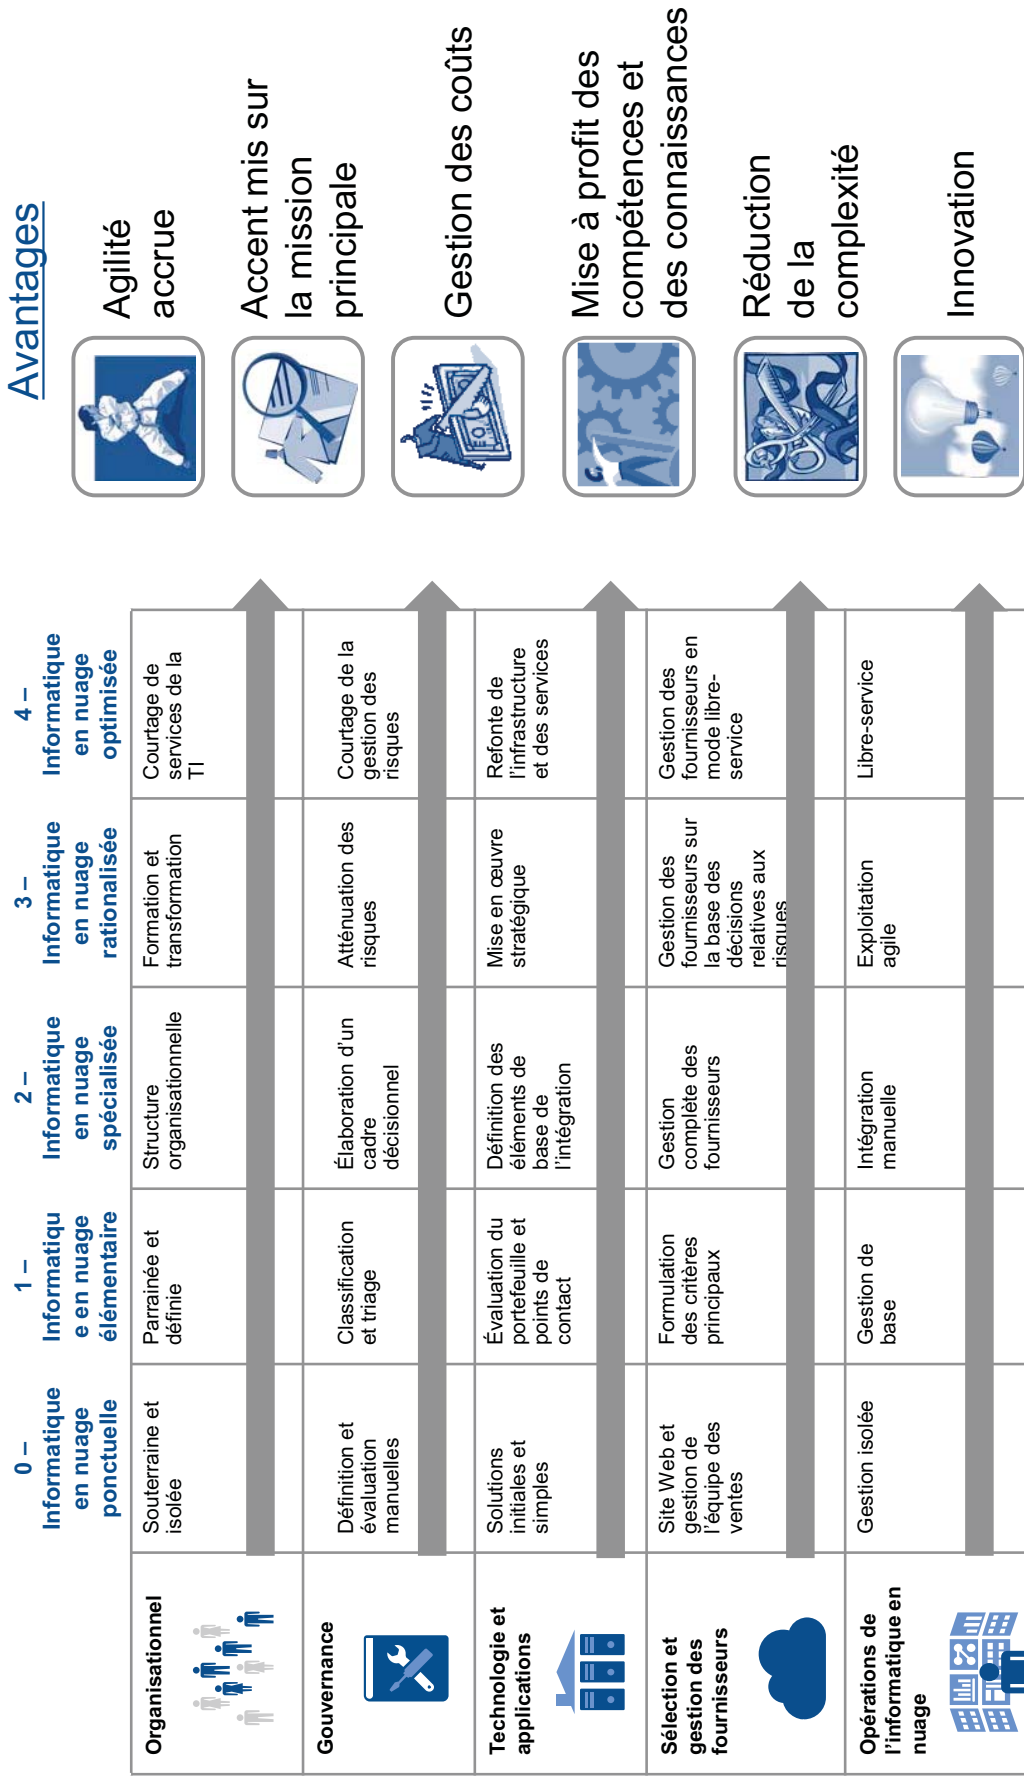 Avantages
0 –
Informatique
en nuage
ponctuelle
1 –
Informatiqu
e en nuage
élémentaire
2 –
Informatique
en nuage
spécialisée
3 –
Informatique
en nuage
rationalisée
4 –
Informatique
en nuage
optimisée
Organisationnel
Souterraine et
isolée
Parrainée et
définie
Structure
organisationnelle
Formation et
transformation
Courtage de
services de la
TI
Gouvernance
Définition et
évaluation
manuelles
Classification
et triage
Élaboration d’un
cadre
décisionnel
Atténuation des
risques
Courtage de la
gestion des
risques
Technologie et
applications
Solutions
initiales et
simples
Évaluation du
portefeuille et
points de
contact
Définition des
éléments de
base de
l’intégration
Mise en œuvre
stratégique
Refonte de
l’infrastructure
et des services
Sélection et
gestion des
fournisseurs
Site Web et
gestion de
l’équipe des
ventes
Formulation
des critères
principaux
Gestion
complète des
fournisseurs
Gestion des
fournisseurs sur
la base des
décisions
relatives aux
risques
Gestion des
fournisseurs en
mode libre-
service
Opérations de
l’informatique en
nuage
Gestion isolée
Gestion de
base
Intégration
manuelle
Exploitation
agile
Libre-service
Agilité
accrue
Accent mis sur
la mission
principale
Gestion des coûts
Mise à profit des
compétences et
des connaissances
Réduction
de la
complexité
Innovation